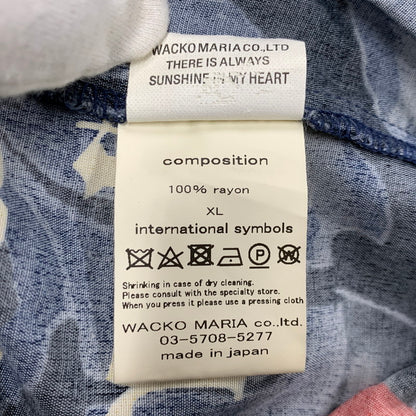 WACKO MARIA CO.,LTD
THERE IS ALWAYS
SUNSHINE IN MY HEART
composition
100% rayon
XL
international symbols
P
Shrinking in case of dry cleaning.
Please consult with the specialty store.
When you press it please use a pressing cloth
WACKO MARIA co.,ltd.
03-5708-5277
made in japan